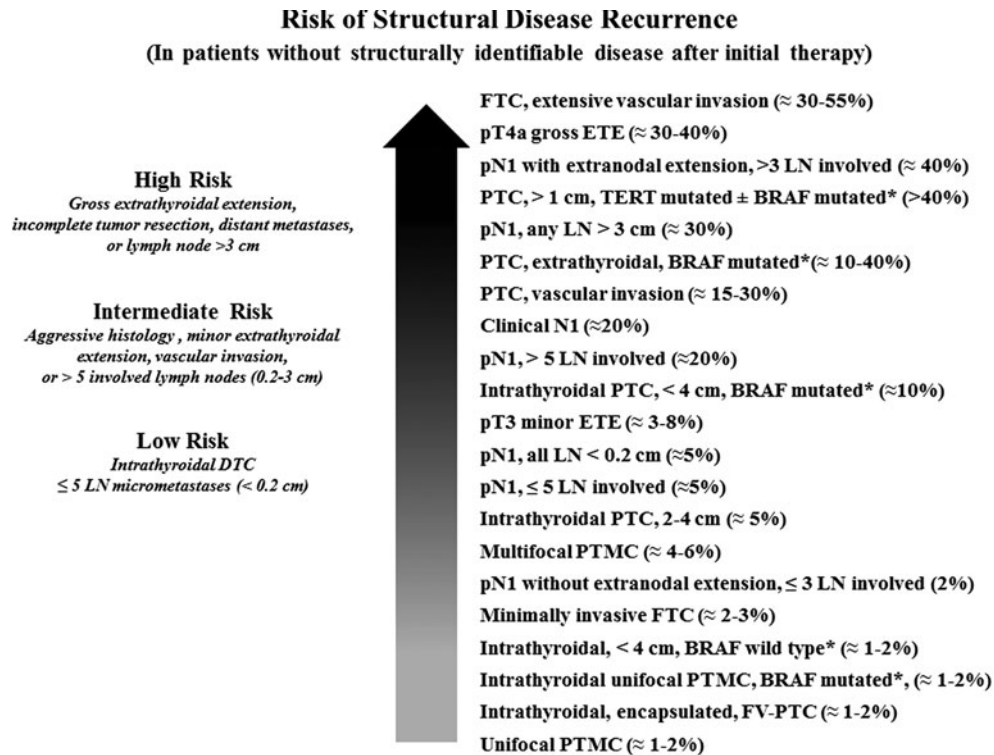 Risk of Structural Disease Recurrence
(In patients without structurally identifiable disease after initial therapy)
High Risk
Gross extrathyroidal extension,
incomplete tumor resection, distant metastases,
or lymph node >3 cm
Intermediate Risk
Aggressive histology , minor extrathyroidal
extension, vascular invasion,
or > 5 involved lymph nodes (0.2-3 cm)
Low Risk
Intrathyroidal DTC
≤ 5 LN micrometastases (< 0.2 cm)
FTC, extensive vascular invasion (≈ 30-55%)
pT4a gross ETE (≈ 30-40%)
pN1 with extranodal extension, >3 LN involved (≈ 40%)
PTC, > 1 cm, TERT mutated ± BRAF mutated* (>40%)
pN1, any LN > 3 cm (≈ 30%)
PTC, extrathyroidal, BRAF mutated*(≈ 10-40%)
PTC, vascular invasion (≈ 15-30%)
Clinical N1 (≈20%)
pN1, > 5 LN involved (≈20%)
Intrathyroidal PTC, < 4 cm, BRAF mutated* (≈10%)
pT3 minor ETE (≈ 3-8%)
pN1, all LN < 0.2 cm (≈5%)
pN1, ≤ 5 LN involved (≈5%)
Intrathyroidal PTC, 2-4 cm (≈ 5%)
Multifocal PTMC (≈ 4-6%)
pN1 without extranodal extension, ≤ 3 LN involved (2%)
Minimally invasive FTC (≈ 2-3%)
Intrathyroidal, < 4 cm, BRAF wild type* (≈ 1-2%)
Intrathyroidal unifocal PTMC, BRAF mutated*, (≈ 1-2%)
Intrathyroidal, encapsulated, FV-PTC (≈ 1-2%)
Unifocal PTMC (≈ 1-2%)